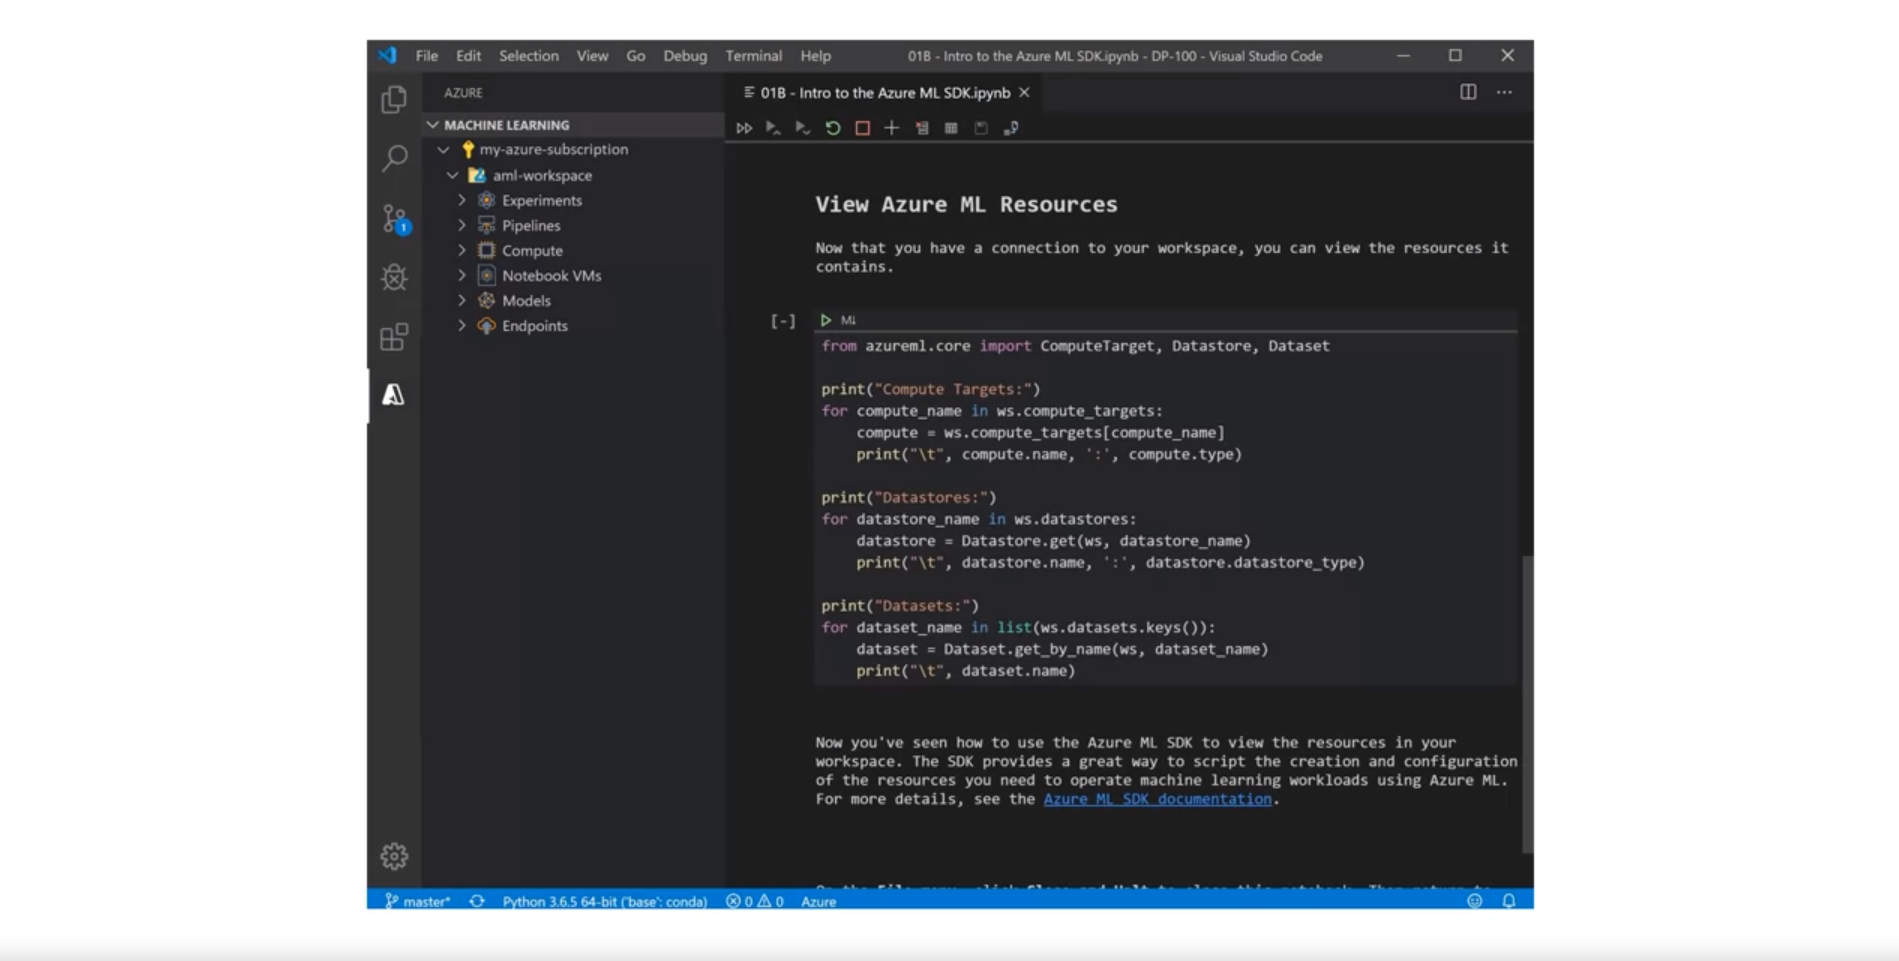 File Edit Selection View Go Debug Terminal Help 01B - Intro to the Azure ML SDK.ipynb - DP-100 - Visual Studio Code
AZURE
MACHINE LEARNING
my-azure-subscription
aml-workspace
Experiments
Pipelines
Compute
Notebook VMs
Models
Endpoints
1
01B - Intro to the Azure ML SDK.ipynb
View Azure ML Resources
Now that you have a connection to your workspace, you can view the resources it
contains.
[-] M↓
from azureml.core import ComputeTarget, Datastore, Dataset
print("Compute Targets:")
for compute_name in ws.compute_targets:
    compute = ws.compute_targets[compute_name]
    print("\t", compute.name, ':', compute.type)
print("Datastores:")
for datastore_name in ws.datastores:
    datastore = Datastore.get(ws, datastore_name)
    print("\t", datastore.name, ':', datastore.datastore_type)
print("Datasets:")
for dataset_name in list(ws.datasets.keys()):
    dataset = Dataset.get_by_name(ws, dataset_name)
    print("\t", dataset.name)
Now you've seen how to use the Azure ML SDK to view the resources in your
workspace. The SDK provides a great way to script the creation and configuration
of the resources you need to operate machine learning workloads using Azure ML.
For more details, see the Azure ML SDK documentation.
master* Python 3.6.5 64-bit ('base': conda) 0 0 Azure